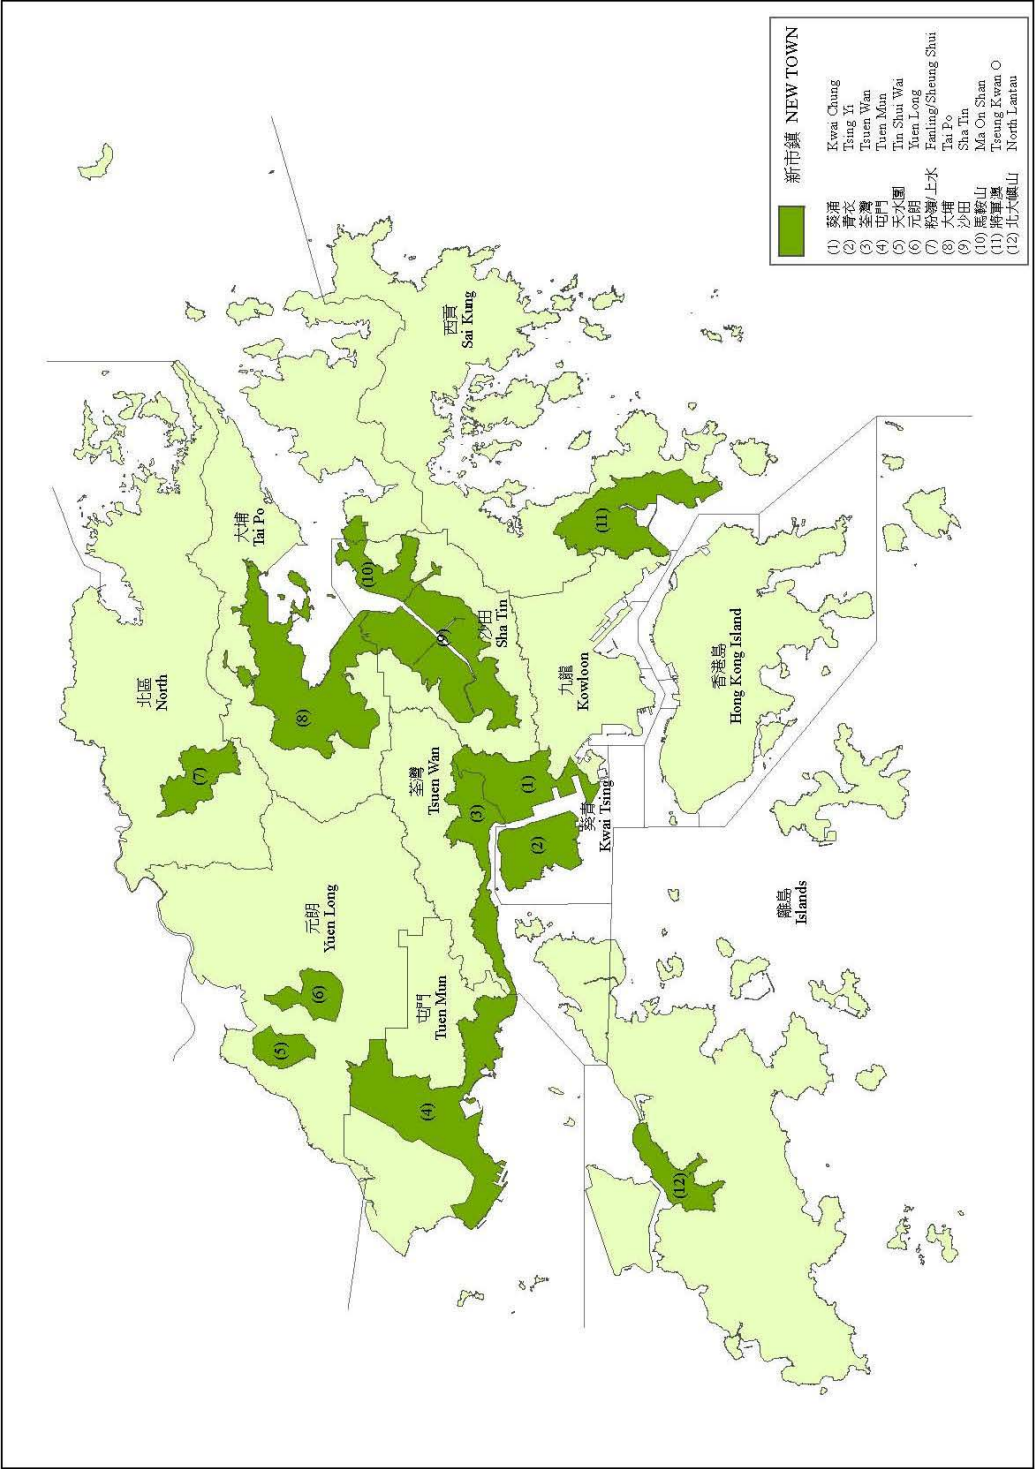 北區
North
大埔
Tai Po
西貢
Sai Kung
元朗
Yuen Long
荃灣
Tsuen Wan
屯門
Tuen Mun
沙田
Sha Tin
九龍
Kowloon
葵青
Kwai Tsing
香港島
Hong Kong Island
離島
Islands
(1)
(2)
(3)
(4)
(5)
(6)
(7)
(8)
(9)
(10)
(11)
(12)
新市鎮 NEW TOWN
(1) 葵涌 Kwai Chung
(2) 青衣 Tsing Yi
(3) 荃灣 Tsuen Wan
(4) 屯門 Tuen Mun
(5) 天水圍 Tin Shui Wai
(6) 元朗 Yuen Long
(7) 粉嶺/上水 Fanling/Sheung Shui
(8) 大埔 Tai Po
(9) 沙田 Sha Tin
(10) 馬鞍山 Ma On Shan
(11) 將軍澳 Tseung Kwan O
(12) 北大嶼山 North Lantau